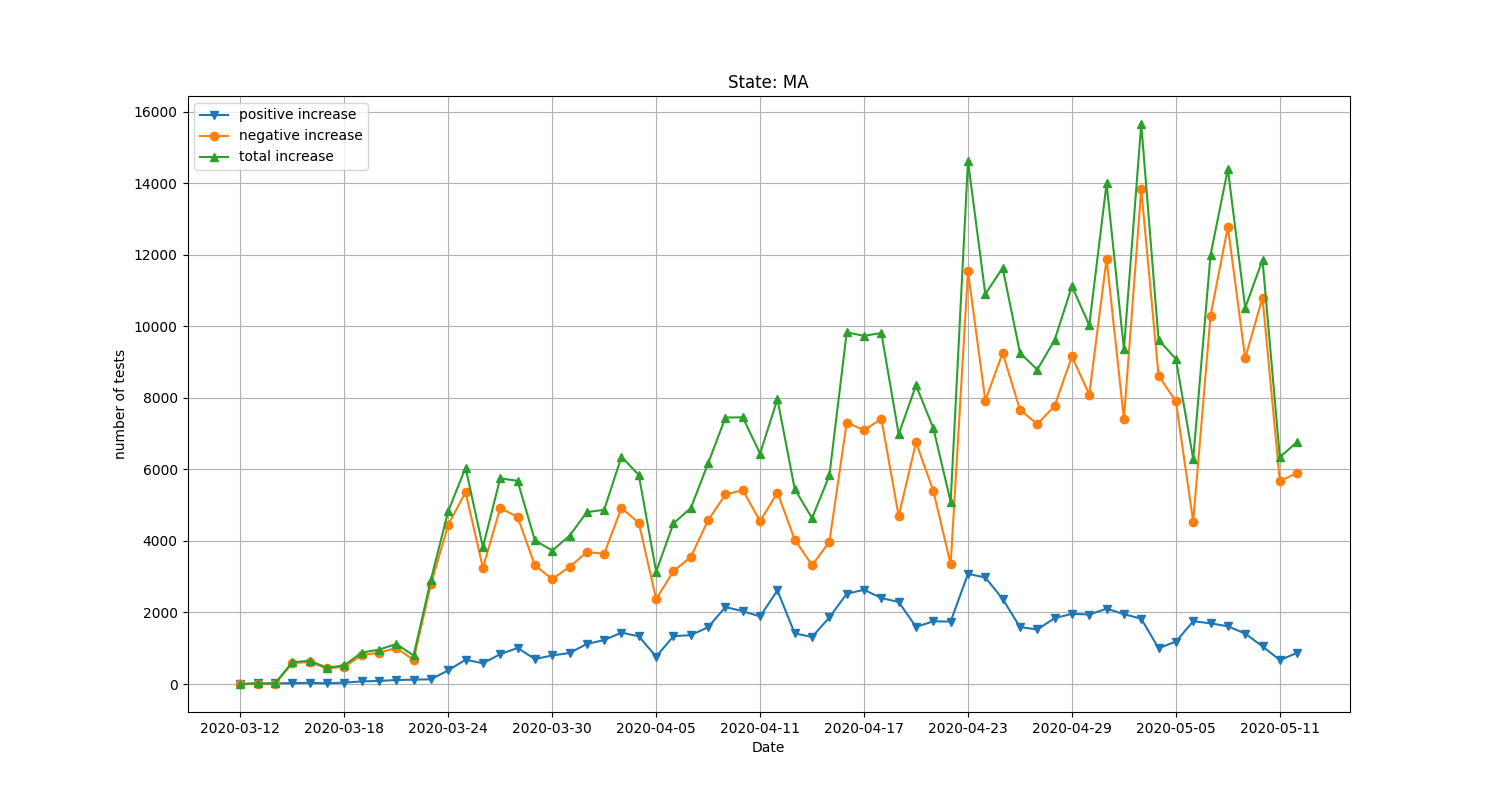 State: MA
positive increase
negative increase
total increase
16000
14000
12000
10000
8000
6000
4000
2000
0
number of tests
2020-03-12 2020-03-18 2020-03-24 2020-03-30 2020-04-05 2020-04-11 2020-04-17 2020-04-23 2020-04-29 2020-05-05 2020-05-11
Date